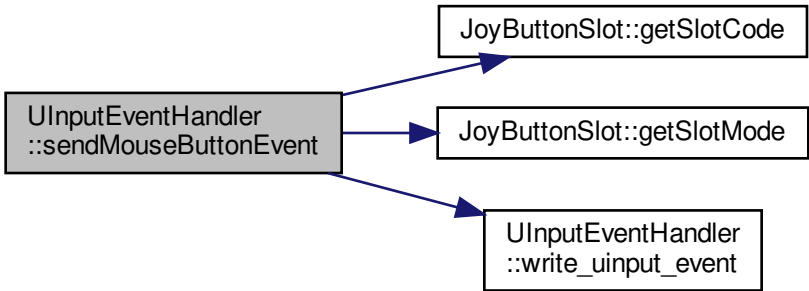 JoyButtonSlot::getSlotCode
UInputEventHandler
::sendMouseButtonEvent
JoyButtonSlot::getSlotMode
UInputEventHandler
::write_uinput_event